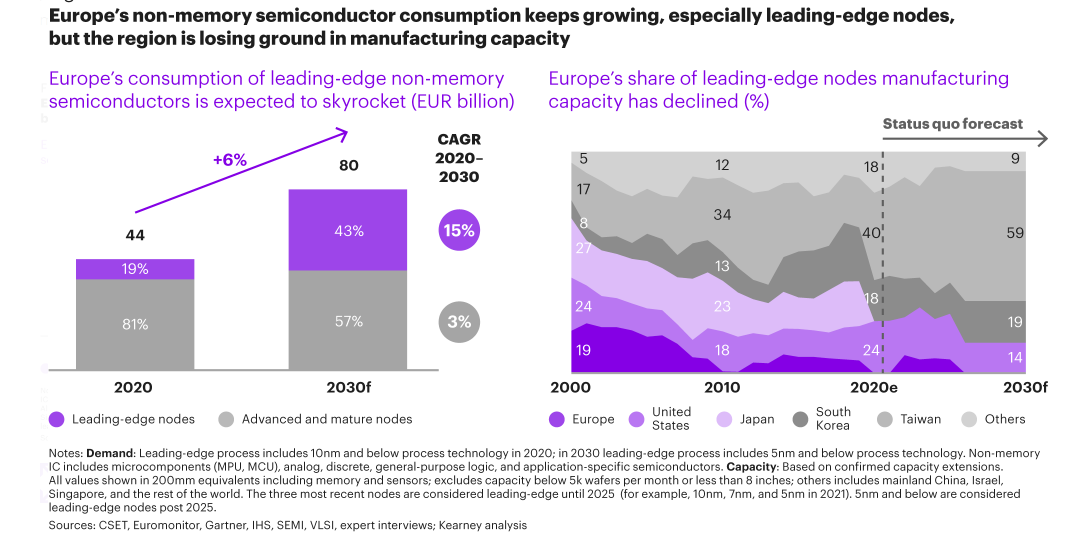 Europe's non-memory semiconductor consumption keeps growing, especially leading-edge nodes,
but the region is losing ground in manufacturing capacity
Europe's consumption of leading-edge non-memory
semiconductors is expected to skyrocket (EUR billion)
+6%
CAGR
2020–
2030
44
80
19%
81%
43%
57%
15%
3%
2020
2030f
Leading-edge nodes
Advanced and mature nodes
Europe's share of leading-edge nodes manufacturing
capacity has declined (%)
Status quo forecast
5
12
18
9
17
34
40
59
8
13
18
19
27
23
24
18
24
14
19
2000
2010
2022e
2030f
Europe
United
States
Japan
South
Korea
Taiwan
Others
Notes: Demand: Leading-edge process includes 10nm and below process technology in 2020; in 2030 leading-edge process includes 5nm and below process technology. Non-memory
IC includes microcomponents (MPU, MCU), analog, discrete, general-purpose logic, and application-specific semiconductors. Capacity: Based on confirmed capacity extensions.
All values shown in 200mm equivalents including memory and sensors; excludes capacity below 5k wafers per month or less than 8 inches; others includes mainland China, Israel,
Singapore, and the rest of the world. The three most recent nodes are considered leading-edge until 2025 (for example, 10nm, 7nm, and 5nm in 2021). 5nm and below are considered
leading-edge nodes post 2025.
Sources: CSET, Euromonitor, Gartner, IHS, SEMI, VLSI, expert interviews; Kearney analysis